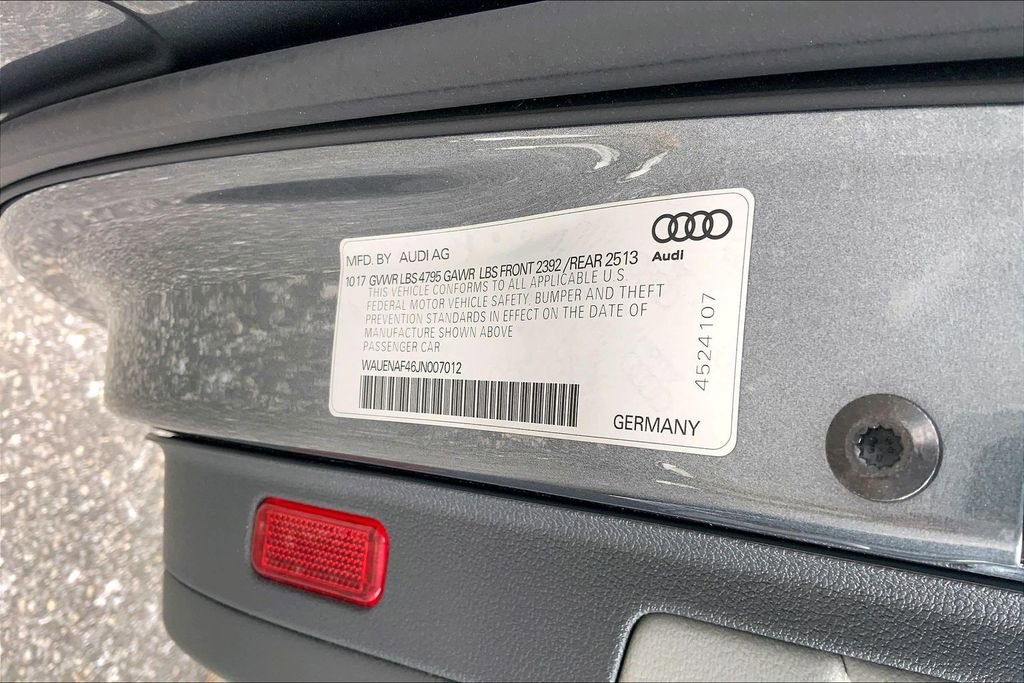 MFD. BY AUDI AG
Audi
10 17 GVWR LBS 4795 GAWR LBS FRONT 2392 /REAR 2513
THIS VEHICLE CONFORMS TO ALL APPLICABLE U S
FEDERAL MOTOR VEHICLE SAFETY, BUMPER AND THEFT
PREVENTION STANDARDS IN EFFECT ON THE DATE OF
MANUFACTURE SHOWN ABOVE
PASSENGER CAR
WAUENAF46JN007012
4524107
GERMANY